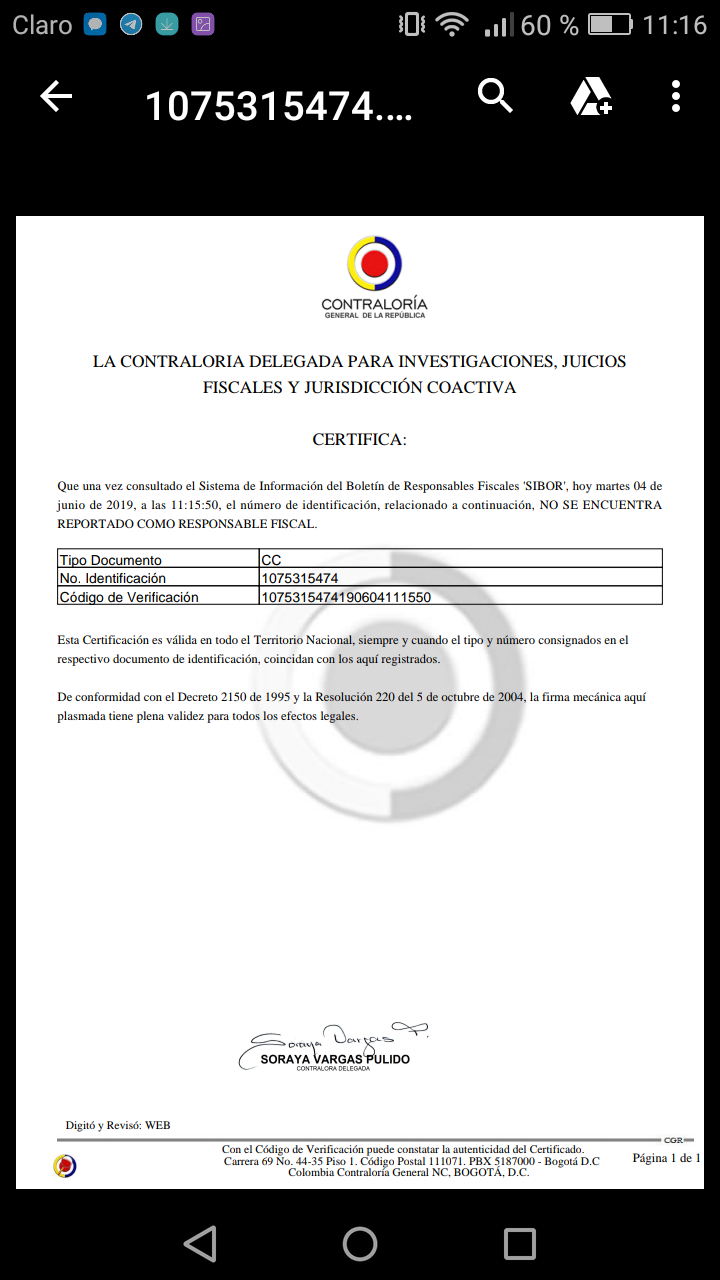 Claro 60 % 11:16
1075315474....
CONTRALORÍA
GENERAL DE LA REPÚBLICA
LA CONTRALORIA DELEGADA PARA INVESTIGACIONES, JUICIOS
FISCALES Y JURISDICCIÓN COACTIVA
CERTIFICA:
Que una vez consultado el Sistema de Información del Boletín de Responsables Fiscales 'SIBOR', hoy martes 04 de
junio de 2019, a las 11:15:50, el número de identificación, relacionado a continuación, NO SE ENCUENTRA
REPORTADO COMO RESPONSABLE FISCAL.
Tipo Documento CC
No. Identificación 1075315474
Código de Verificación 1075315474190604111550
Esta Certificación es válida en todo el Territorio Nacional, siempre y cuando el tipo y número consignados en el
respectivo documento de identificación, coincidan con los aquí registrados.
De conformidad con el Decreto 2150 de 1995 y la Resolución 220 del 5 de octubre de 2004, la firma mecánica aquí
plasmada tiene plena validez para todos los efectos legales.
Soraya Vargas P.
SORAYA VARGAS PULIDO
CONTRALORA DELEGADA
Digitó y Revisó: WEB
CGR
Con el Código de Verificación puede constatar la autenticidad del Certificado.
Carrera 69 No. 44-35 Piso 1. Código Postal 111071. PBX 5187000 - Bogotá D.C
Colombia Contraloría General NC, BOGOTÁ, D.C.
Página 1 de 1